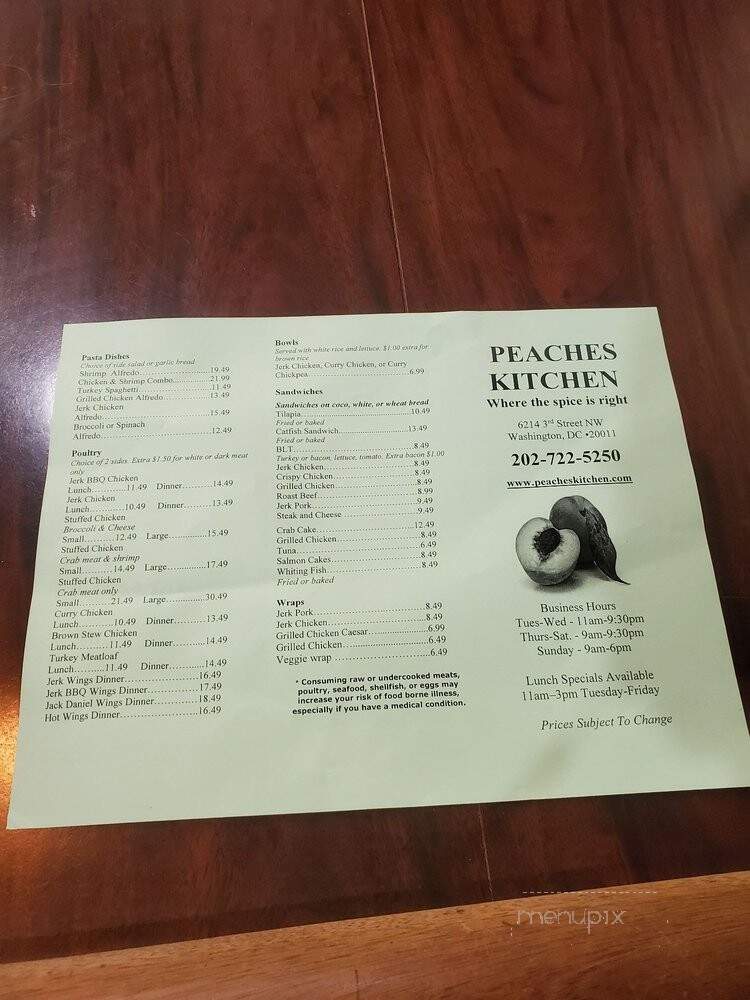 Pasta Dishes
Choice of side salad or garlic bread
Shrimp Alfredo.........................19.49
Chicken & Shrimp Combo.............21.99
Turkey Spaghetti.........................11.49
Grilled Chicken Alfredo................13.49
Jerk Chicken
Alfredo....................................15.49
Broccoli or Spinach
Alfredo....................................12.49
Poultry
Choice of 2 sides. Extra $1.50 for white or dark meat
only
Jerk BBQ Chicken
Lunch...........11.49 Dinner...........14.49
Jerk Chicken
Lunch...........10.49 Dinner...........13.49
Stuffed Chicken
Broccoli & Cheese
Small...........12.49 Large...............15.49
Stuffed Chicken
Crab meat & shrimp
Small...........14.49 Large...............17.49
Stuffed Chicken
Crab meat only
Small..........21.49 Large...............30.49
Curry Chicken
Lunch..........10.49 Dinner............13.49
Brown Stew Chicken
Lunch..........11.49 Dinner............14.49
Turkey Meatloaf
Lunch..........11.49 Dinner............14.49
Jerk Wings Dinner.........................16.49
Jerk BBQ Wings Dinner.................17.49
Jack Daniel Wings Dinner...............18.49
Hot Wings Dinner..........................16.49
Bowls
Served with white rice and lettuce. $1.00 extra for
brown rice
Jerk Chicken, Curry Chicken, or Curry
Chickpea....................................6.99
Sandwiches
Sandwiches on coco, white, or wheat bread
Tilapia.......................................10.49
Fried or baked
Catfish Sandwich.........................13.49
Fried or baked
BLT............................................8.49
Turkey or bacon, lettuce, tomato. Extra bacon $1.00
Jerk Chicken................................8.49
Crispy Chicken.............................8.49
Grilled Chicken.............................8.49
Roast Beef...................................8.99
Jerk Pork.....................................9.49
Steak and Cheese..........................9.49
Crab Cake...................................12.49
Grilled Chicken..............................8.49
Tuna............................................6.49
Salmon Cakes................................8.49
Whiting Fish..................................8.49
Fried or baked
Wraps
Jerk Pork......................................8.49
Jerk Chicken..................................8.49
Grilled Chicken Caesar....................6.99
Grilled Chicken...............................6.49
Veggie wrap ..................................6.49
* Consuming raw or undercooked meats,
poultry, seafood, shellfish, or eggs may
increase your risk of food borne illness,
especially if you have a medical condition.
PEACHES
KITCHEN
Where the spice is right
6214 3rd Street NW
Washington, DC •20011
202-722-5250
www.peacheskitchen.com
Business Hours
Tues-Wed - 11am-9:30pm
Thurs-Sat. - 9am-9:30pm
Sunday - 9am-6pm
Lunch Specials Available
11am–3pm Tuesday-Friday
Prices Subject To Change
menupix